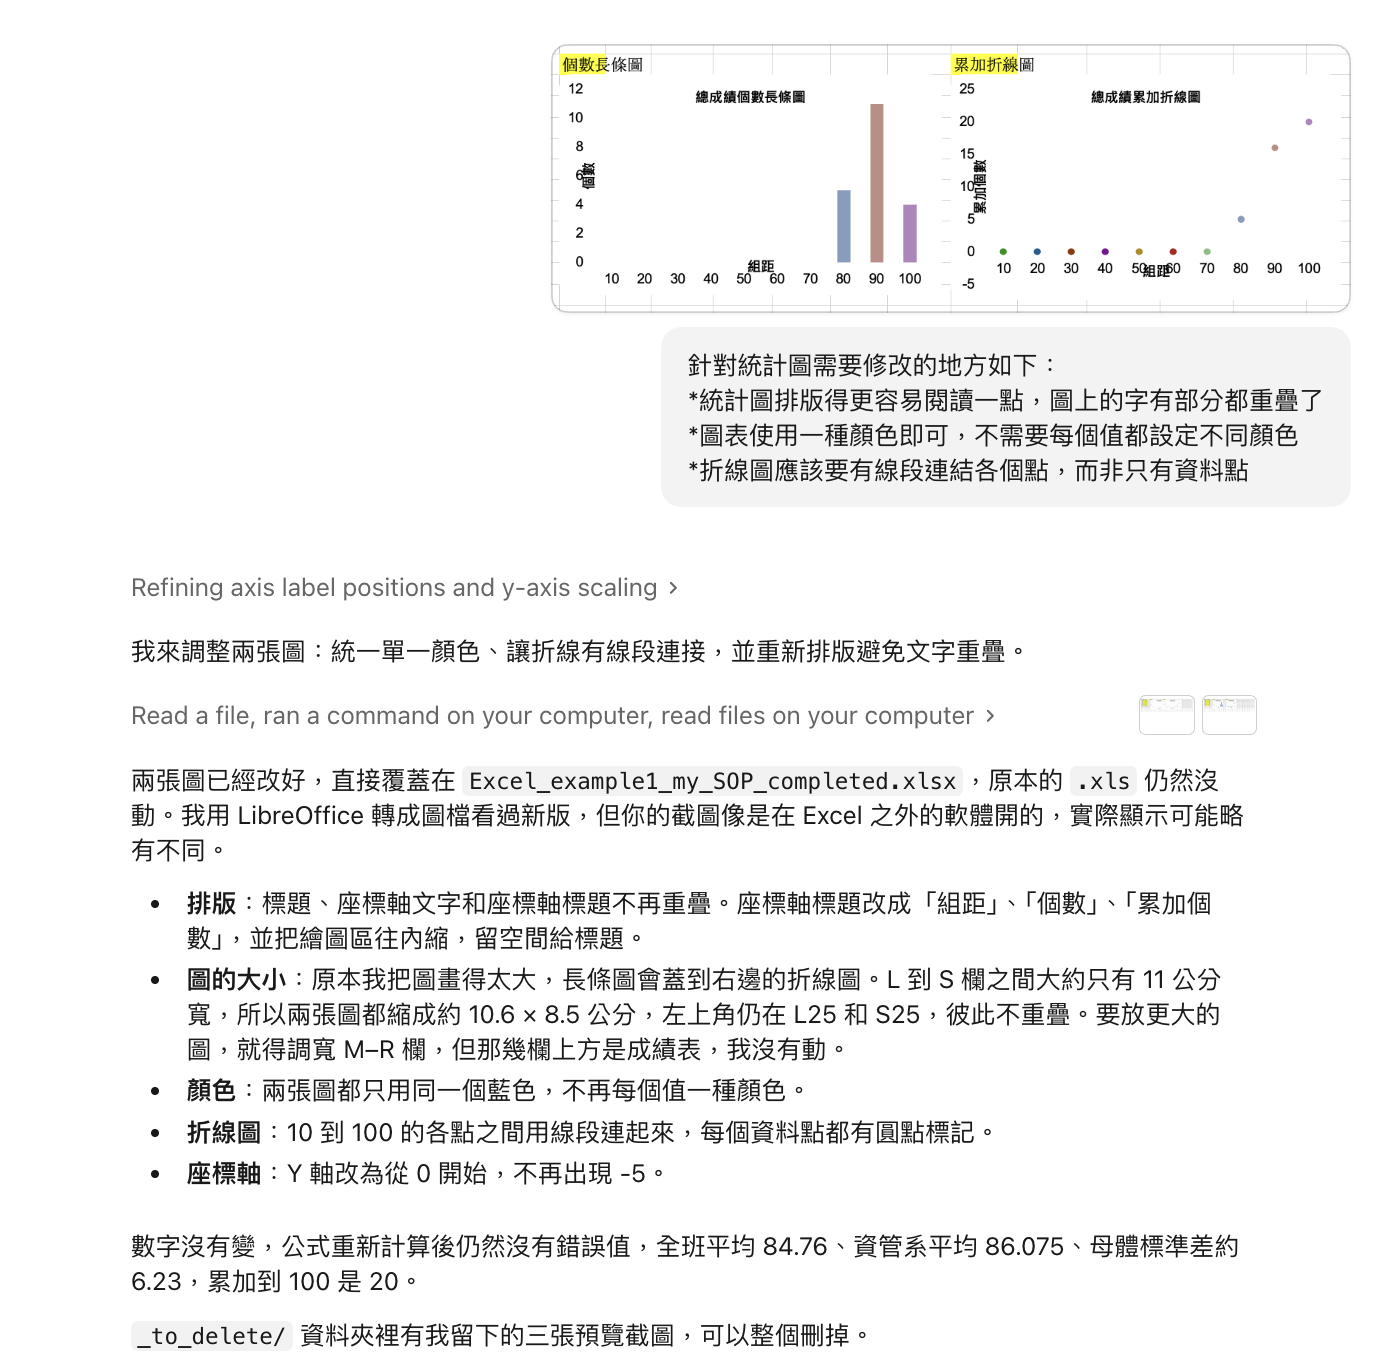 個數長條圖
累加折線圖
總成績個數長條圖
12
10
8
6
4
2
0
個數
組距
10 20 30 40 50 60 70 80 90 100
總成績累加折線圖
25
20
15
10
5
0
-5
累加個數
10 20 30 40 50 60 70 80 90 100
組距
針對統計圖需要修改的地方如下：
*統計圖排版得更容易閱讀一點，圖上的字有部分都重疊了
*圖表使用一種顏色即可，不需要每個值都設定不同顏色
*折線圖應該要有線段連結各個點，而非只有資料點
Refining axis label positions and y-axis scaling >
我來調整兩張圖：統一單一顏色、讓折線有線段連接，並重新排版避免文字重疊。
Read a file, ran a command on your computer, read files on your computer >
兩張圖已經改好，直接覆蓋在 Excel_example1_my_SOP_completed.xlsx，原本的 .xls 仍然沒
動。我用 LibreOffice 轉成圖檔看過新版，但你的截圖像是在 Excel 之外的軟體開的，實際顯示可能略
有不同。
• 排版：標題、座標軸文字和座標軸標題不再重疊。座標軸標題改成「組距」、「個數」、「累加個
數」，並把繪圖區往內縮，留空間給標題。
• 圖的大小：原本我把圖畫得太大，長條圖會蓋到右邊的折線圖。L 到 S 欄之間大約只有 11 公分
寬，所以兩張圖都縮成約 10.6 × 8.5 公分，左上角仍在 L25 和 S25，彼此不重疊。要放更大的
圖，就得調寬 M–R 欄，但那幾欄上方是成績表，我沒有動。
• 顏色：兩張圖都只用同一個藍色，不再每個值一種顏色。
• 折線圖：10 到 100 的各點之間用線段連起來，每個資料點都有圓點標記。
• 座標軸：Y 軸改為從 0 開始，不再出現 -5。
數字沒有變，公式重新計算後仍然沒有錯誤值，全班平均 84.76、資管系平均 86.075、母體標準差約
6.23，累加到 100 是 20。
_to_delete/ 資料夾裡有我留下的三張預覽截圖，可以整個刪掉。